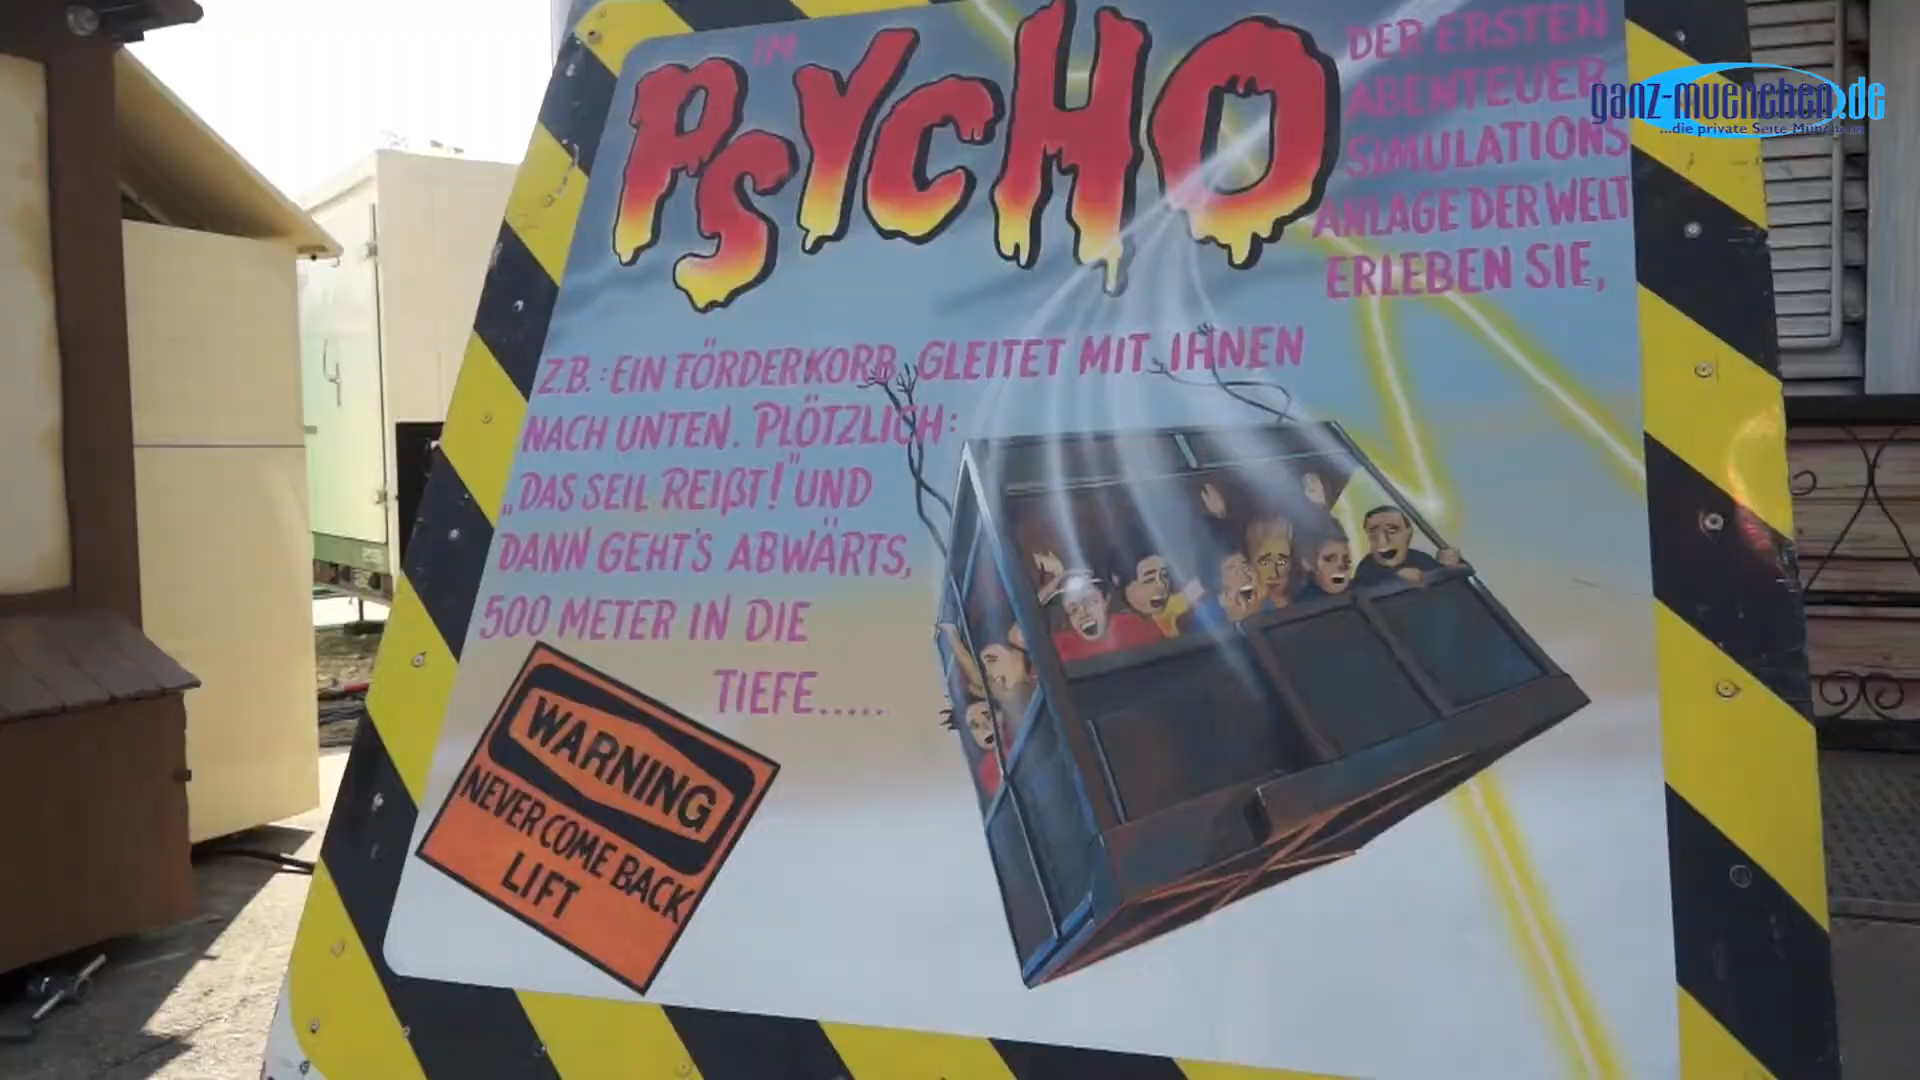 IM
PSYCHO
DER ERSTEN
ABENTEUER
SIMULATIONS
ANLAGE DER WELT
ERLEBEN SIE,
Z.B.: EIN FÖRDERKORB GLEITET MIT IHNEN
NACH UNTEN. PLÖTZLICH:
„DAS SEIL REIßT!" UND
DANN GEHT'S ABWÄRTS,
500 METER IN DIE
TIEFE.....
WARNING
NEVER COME BACK
LIFT
ganz-muenchen.de
...die private Seite Münchens
4